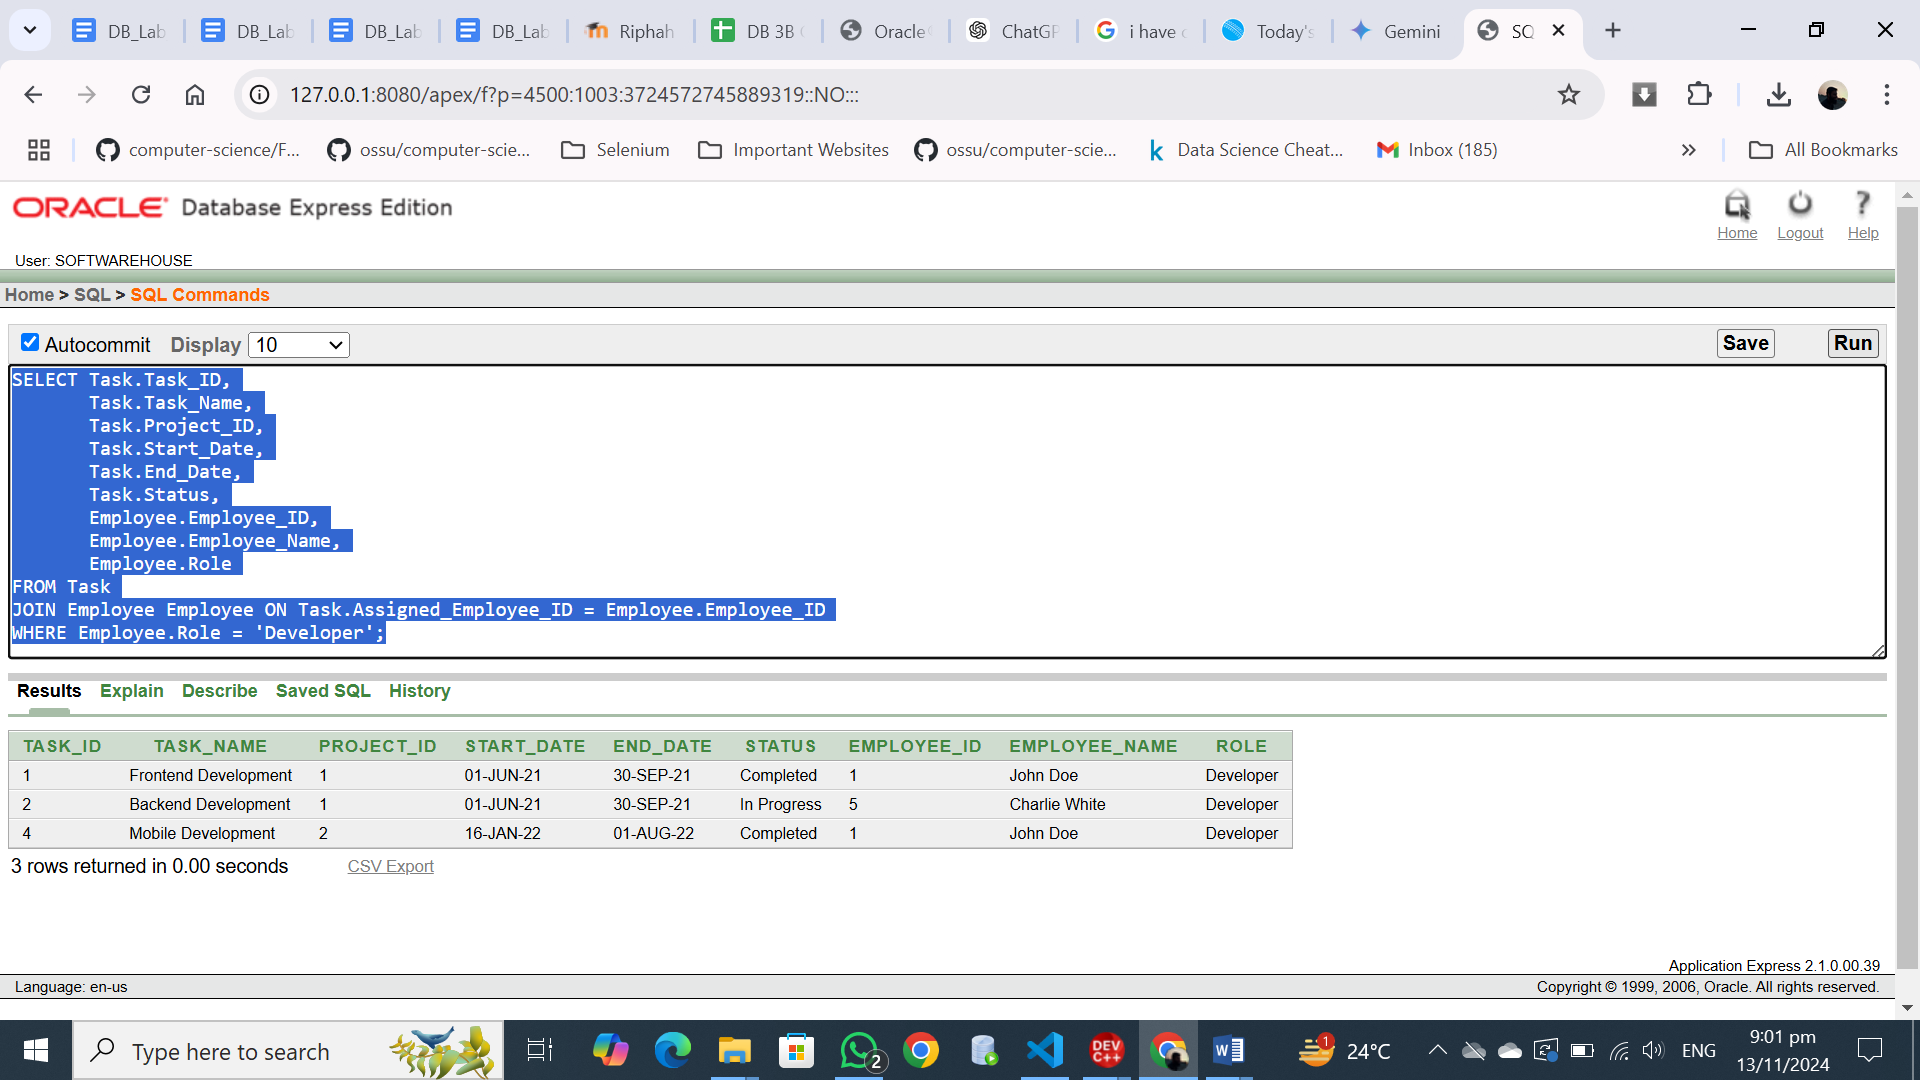 DB_Lab DB_Lab DB_Lab DB_Lab Riphah DB 3B Oracle ChatGP i have Today's Gemini SQ
127.0.0.1:8080/apex/f?p=4500:1003:3724572745889319::NO:::
computer-science/F... ossu/computer-scie... Selenium Important Websites ossu/computer-scie... Data Science Cheat... Inbox (185) All Bookmarks
ORACLE Database Express Edition
Home Logout Help
User: SOFTWAREHOUSE
Home > SQL > SQL Commands
Autocommit Display 10 Save Run
SELECT Task.Task_ID,
Task.Task_Name,
Task.Project_ID,
Task.Start_Date,
Task.End_Date,
Task.Status,
Employee.Employee_ID,
Employee.Employee_Name,
Employee.Role
FROM Task
JOIN Employee Employee ON Task.Assigned_Employee_ID = Employee.Employee_ID
WHERE Employee.Role = 'Developer';
Results Explain Describe Saved SQL History
TASK_ID TASK_NAME PROJECT_ID START_DATE END_DATE STATUS EMPLOYEE_ID EMPLOYEE_NAME ROLE
1 Frontend Development 1 01-JUN-21 30-SEP-21 Completed 1 John Doe Developer
2 Backend Development 1 01-JUN-21 30-SEP-21 In Progress 5 Charlie White Developer
4 Mobile Development 2 16-JAN-22 01-AUG-22 Completed 1 John Doe Developer
3 rows returned in 0.00 seconds CSV Export
Application Express 2.1.0.00.39
Language: en-us Copyright © 1999, 2006, Oracle. All rights reserved.
Type here to search 2 DEV C++ 1 24°C ENG 9:01 pm
13/11/2024